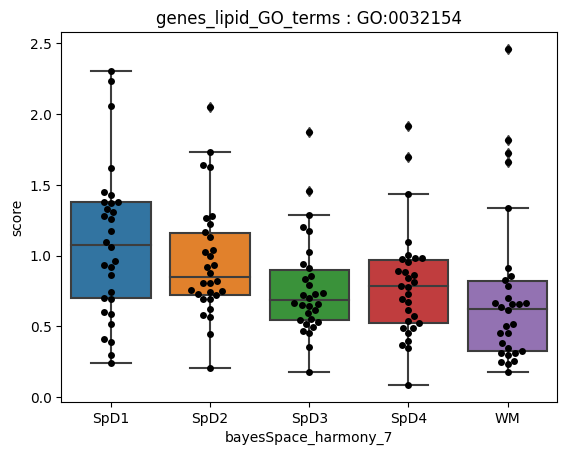 genes_lipid_GO_terms : GO:0032154
2.5
2.0
1.5
1.0
0.5
0.0
score
SpD1 SpD2 SpD3 SpD4 WM
bayesSpace_harmony_7